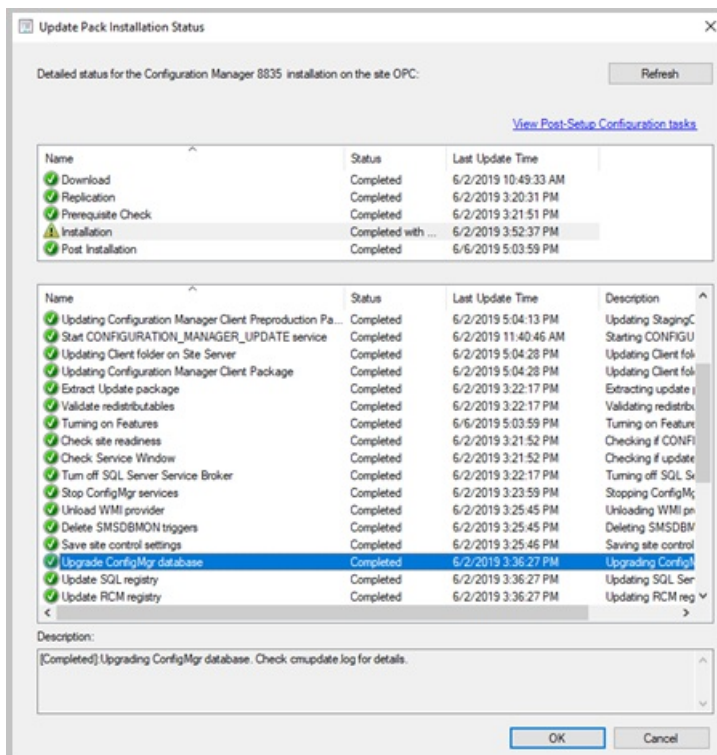 Update Pack Installation Status
Detailed status for the Configuration Manager 8835 installation on the site OPC:
Refresh
View Post-Setup Configuration tasks
Name Status Last Update Time
Download Completed 6/2/2019 10:49:33 AM
Replication Completed 6/2/2019 3:20:31 PM
Prerequisite Check Completed 6/2/2019 3:21:51 PM
Installation Completed with ... 6/2/2019 3:52:37 PM
Post Installation Completed 6/6/2019 5:03:59 PM
Name Status Last Update Time Description
Updating Configuration Manager Client Preproduction Pa... Completed 6/2/2019 5:04:13 PM Updating StagingC
Start CONFIGURATION_MANAGER_UPDATE service Completed 6/2/2019 11:40:46 AM Starting CONFIGU
Updating Client folder on Site Server Completed 6/2/2019 5:04:28 PM Updating Client fol
Updating Configuration Manager Client Package Completed 6/2/2019 5:04:28 PM Updating Client fol
Extract Update package Completed 6/2/2019 3:22:17 PM Extracting update p
Validate redistributables Completed 6/2/2019 3:22:17 PM Validating redistribu
Turning on Features Completed 6/6/2019 5:03:59 PM Turning on Feature
Check site readiness Completed 6/2/2019 3:21:52 PM Checking if CONFI
Check Service Window Completed 6/2/2019 3:21:52 PM Checking if update
Turn off SQL Server Service Broker Completed 6/2/2019 3:22:17 PM Turning off SQL Se
Stop ConfigMgr services Completed 6/2/2019 3:23:59 PM Stopping ConfigMg
Unload WMI provider Completed 6/2/2019 3:25:45 PM Unloading WMI pr
Delete SMSDBMON triggers Completed 6/2/2019 3:25:45 PM Deleting SMSDBM
Save site control settings Completed 6/2/2019 3:25:46 PM Saving site control
Upgrade ConfigMgr database Completed 6/2/2019 3:36:27 PM Upgrading ConfigM
Update SQL registry Completed 6/2/2019 3:36:27 PM Updating SQL Ser
Update RCM registry Completed 6/2/2019 3:36:27 PM Updating RCM reg
Description:
[Completed]:Upgrading ConfigMgr database. Check cmupdate.log for details.
OK Cancel